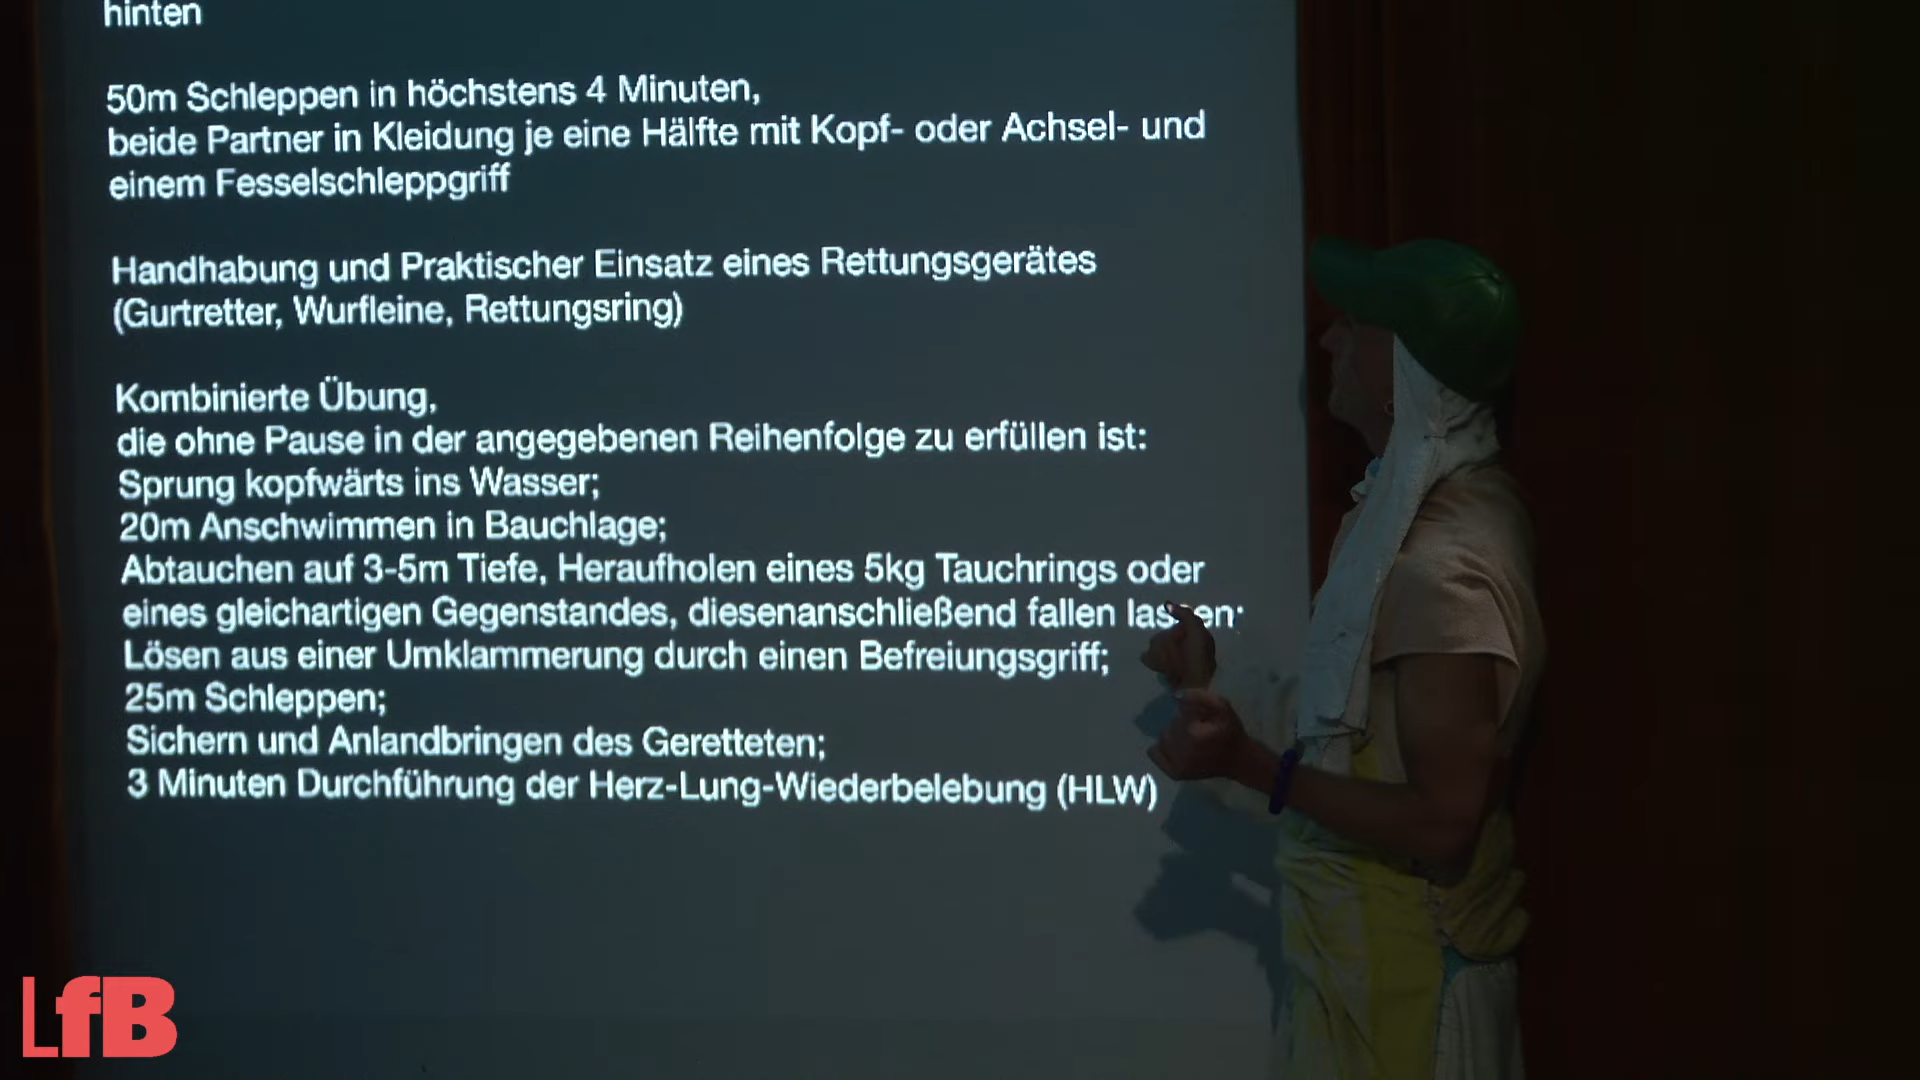 hinten
50m Schleppen in höchstens 4 Minuten,
beide Partner in Kleidung je eine Hälfte mit Kopf- oder Achsel- und
einem Fesselschleppgriff
Handhabung und Praktischer Einsatz eines Rettungsgerätes
(Gurtretter, Wurfleine, Rettungsring)
Kombinierte Übung,
die ohne Pause in der angegebenen Reihenfolge zu erfüllen ist:
Sprung kopfwärts ins Wasser;
20m Anschwimmen in Bauchlage;
Abtauchen auf 3-5m Tiefe, Heraufholen eines 5kg Tauchrings oder
eines gleichartigen Gegenstandes, diesenanschließend fallen lassen;
Lösen aus einer Umklammerung durch einen Befreiungsgriff;
25m Schleppen;
Sichern und Anlandbringen des Geretteten;
3 Minuten Durchführung der Herz-Lung-Wiederbelebung (HLW)
LfB